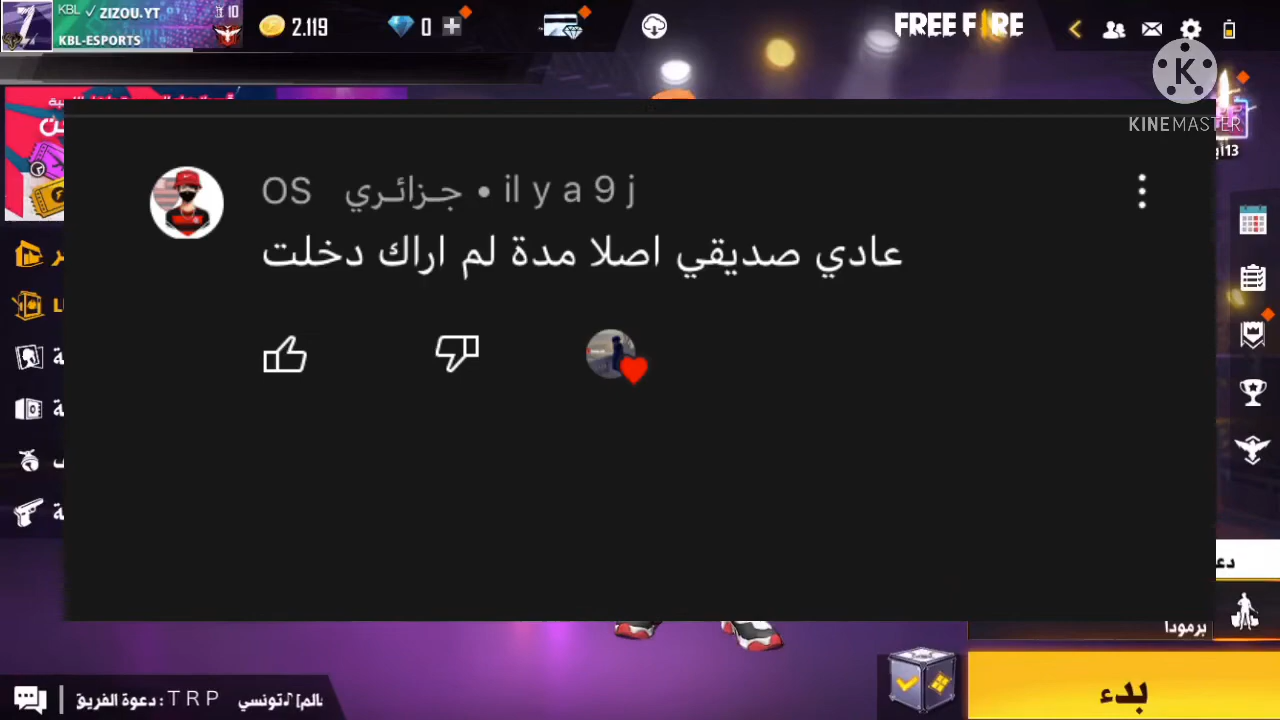 KBL ✓ ZIZOU.YT
10
KBL-ESPORTS
2.119
0
FREE FIRE
K
KINEMASTER
OS جـزائـري • il y a 9 j
عادي صديقي اصلا مدة لم اراك دخلت
برمودا
بدء
دعوة الفريق : T R P
تونسي